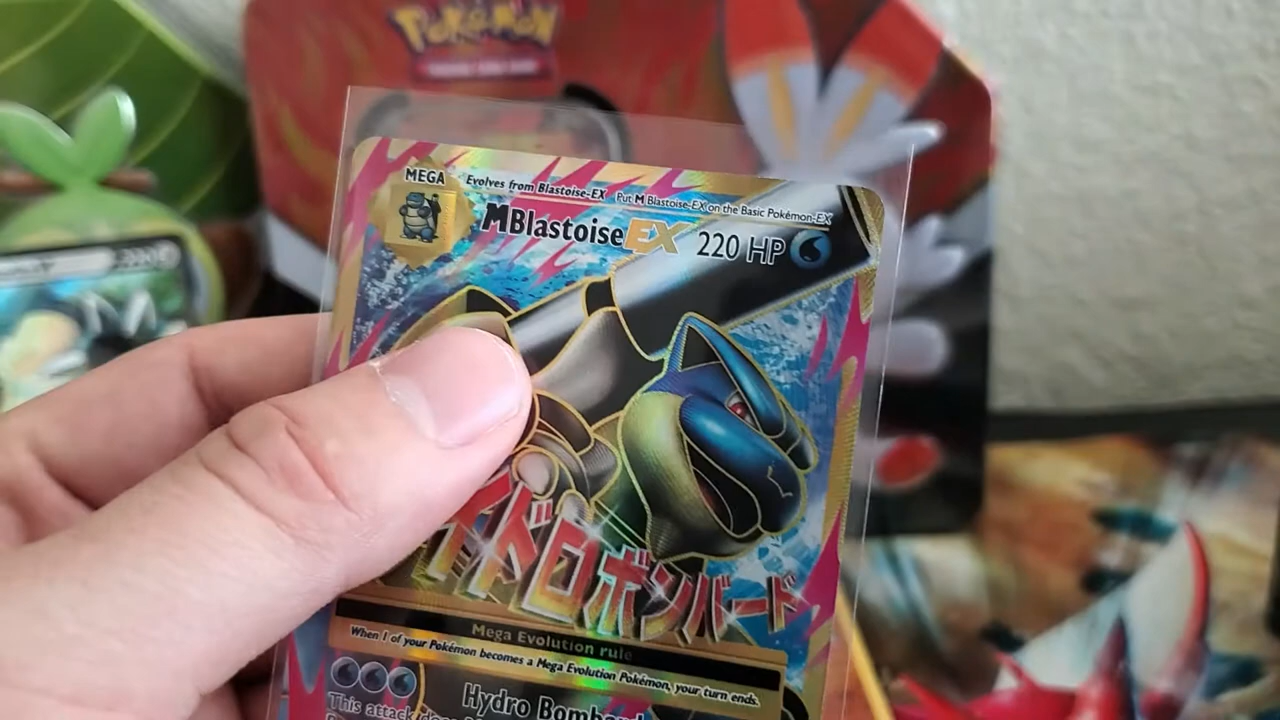 Pokémon
MEGA
Evolves from Blastoise-EX Put M Blastoise-EX on the Basic Pokémon-EX
MBlastoiseEX 220 HP
イドロボンバード
Mega Evolution rule
When 1 of your Pokémon becomes a Mega Evolution Pokémon, your turn ends.
Hydro Bombard
This attack